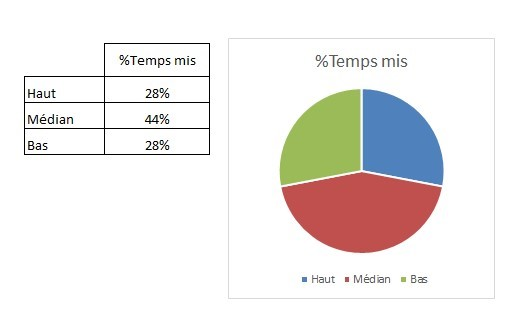 %Temps mis
Haut 28%
Médian 44%
Bas 28%
%Temps mis
Haut Médian Bas